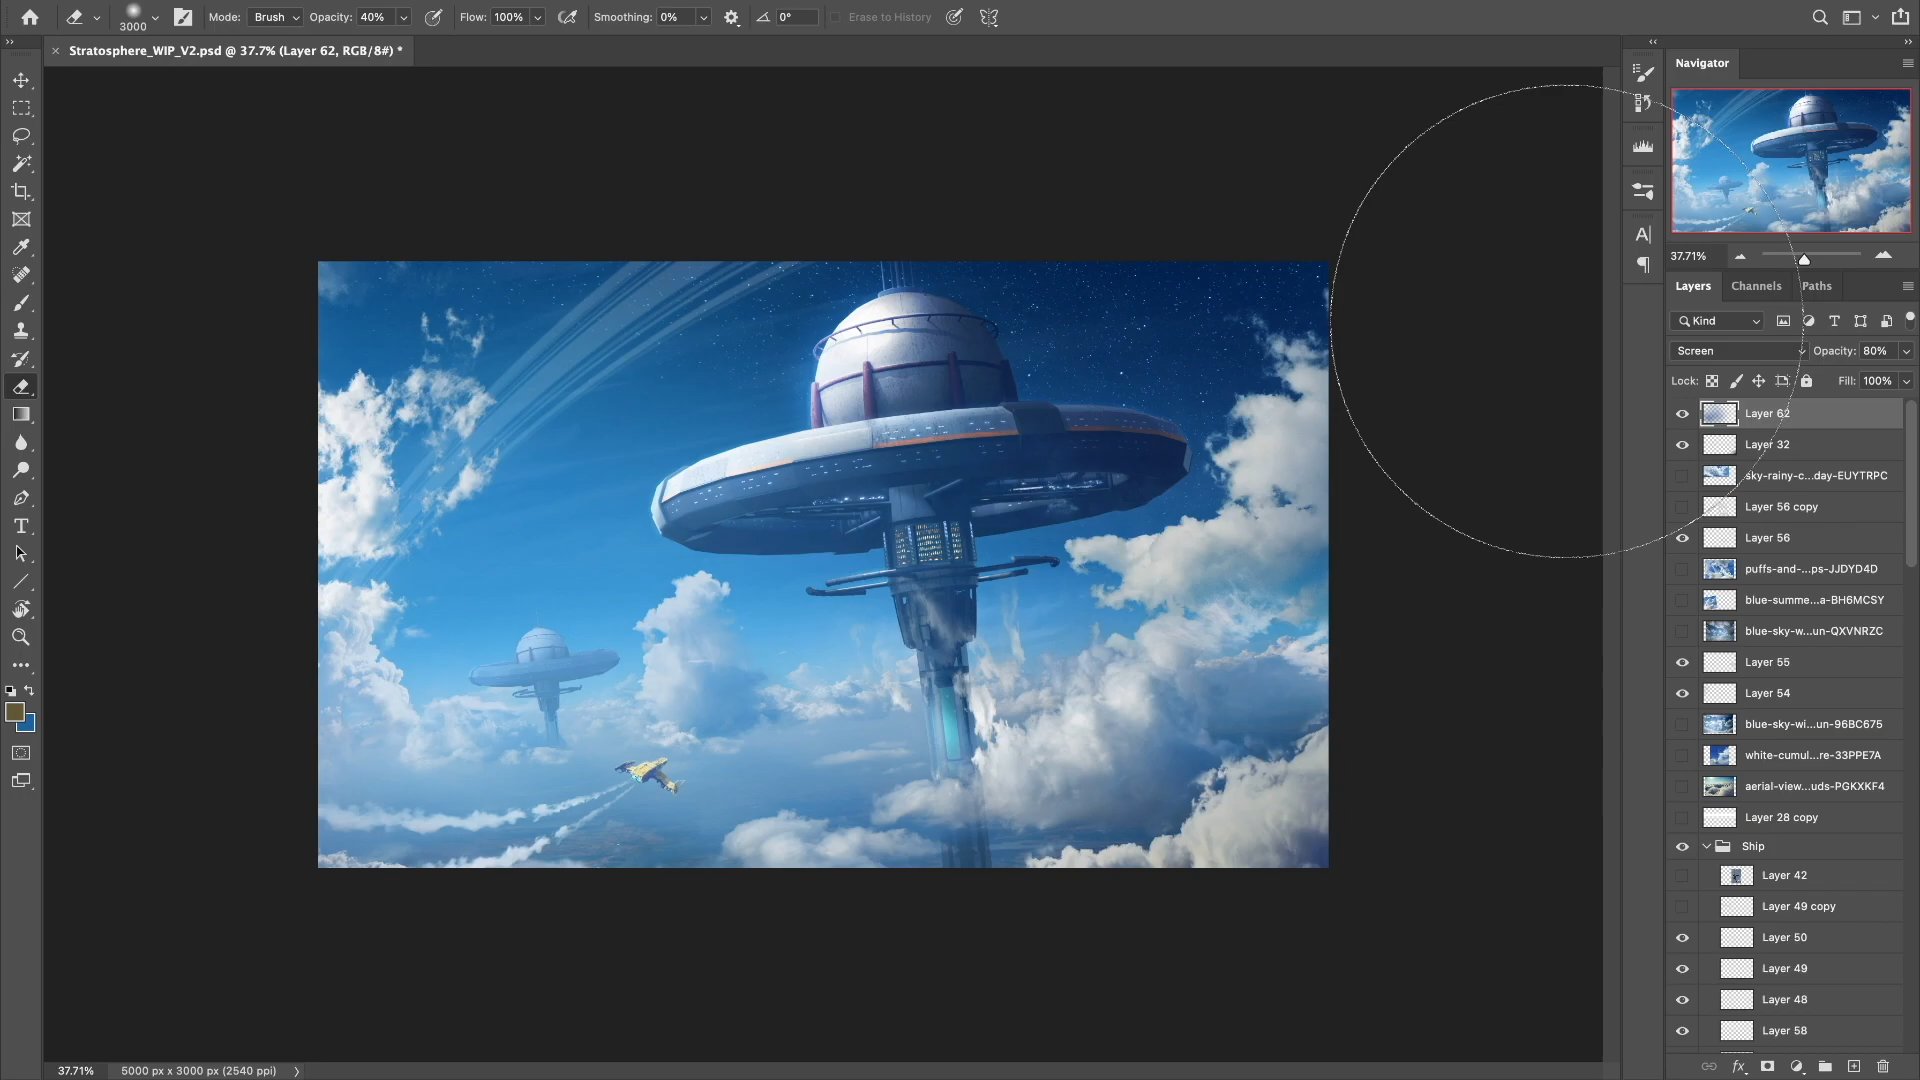 3000
Mode: Brush
Opacity: 40%
Flow: 100%
Smoothing: 0%
0°
Erase to History
× Stratosphere_WIP_V2.psd @ 37.7% (Layer 62, RGB/8#) *
Navigator
37.71%
Layers Channels Paths
Kind
Screen Opacity: 80%
Lock: Fill: 100%
Layer 62
Layer 32
sky-rainy-c...day-EUYTRPC
Layer 56 copy
Layer 56
puffs-and-...ps-JJDYD4D
blue-summe...a-BH6MCSY
blue-sky-w...un-QXVNRZC
Layer 55
Layer 54
blue-sky-wi...un-96BC675
white-cumul...re-33PPE7A
aerial-view...uds-PGKXKF4
Layer 28 copy
Ship
Layer 42
Layer 49 copy
Layer 50
Layer 49
Layer 48
Layer 58
fx
37.71% 5000 px x 3000 px (2540 ppi)